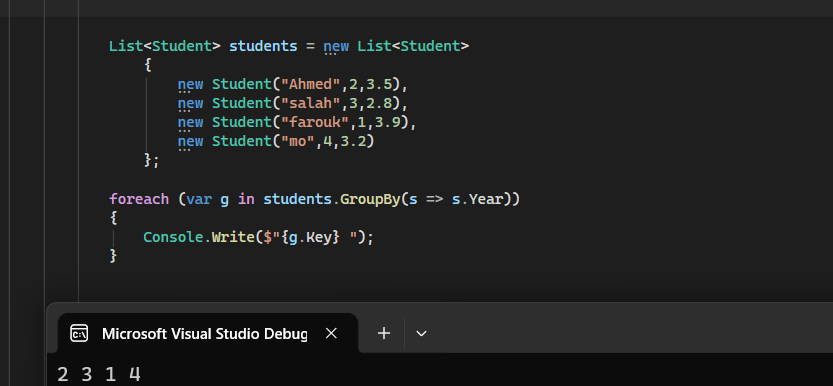 List<Student> students = new List<Student>
{
new Student("Ahmed",2,3.5),
new Student("salah",3,2.8),
new Student("farouk",1,3.9),
new Student("mo",4,3.2)
};
foreach (var g in students.GroupBy(s => s.Year))
{
Console.Write($"{g.Key} ");
}
Microsoft Visual Studio Debug
2 3 1 4